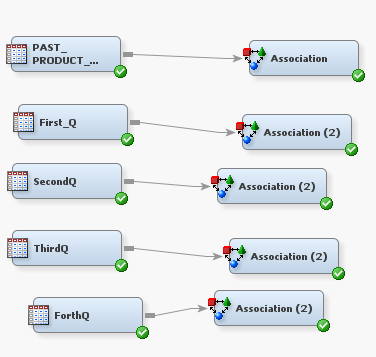 PAST_
PRODUCT_...
Association
First_Q
Association (2)
SecondQ
Association (2)
ThirdQ
Association (2)
ForthQ
Association (2)